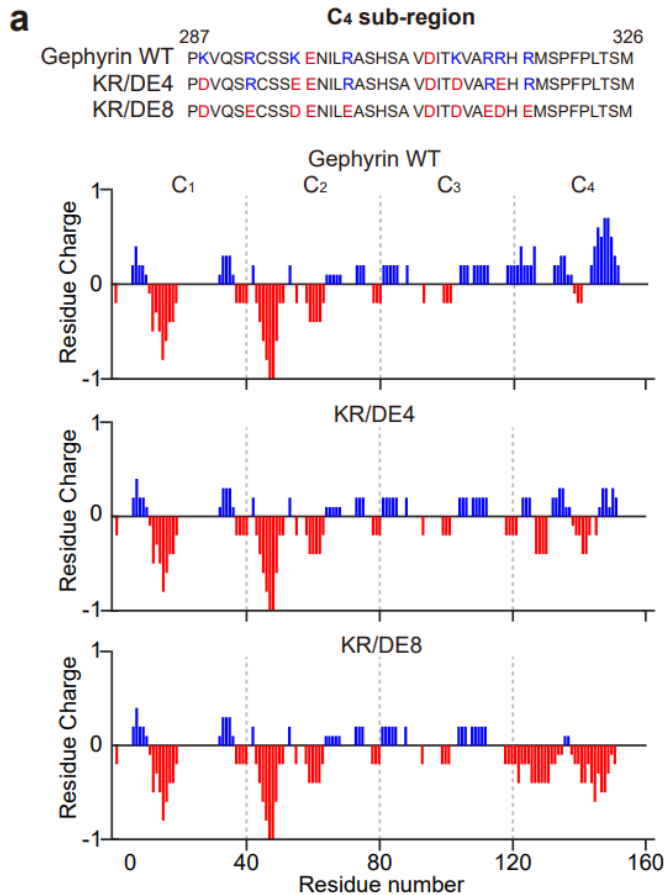 a
C4 sub-region
287 326
Gephyrin WT PKVQSRCSSK ENILRASHSA VDITKVARRH RMSPFPLTSM
KR/DE4 PDVQSRCSSE ENILRASHSA VDITDVAREH RMSPFPLTSM
KR/DE8 PDVQSECSSD ENILEASHSA VDITDVAEDH EMSPFPLTSM
Gephyrin WT
C1 C2 C3 C4
1
0
-1
Residue Charge
KR/DE4
1
0
-1
Residue Charge
KR/DE8
1
0
-1
Residue Charge
0 40 80 120 160
Residue number